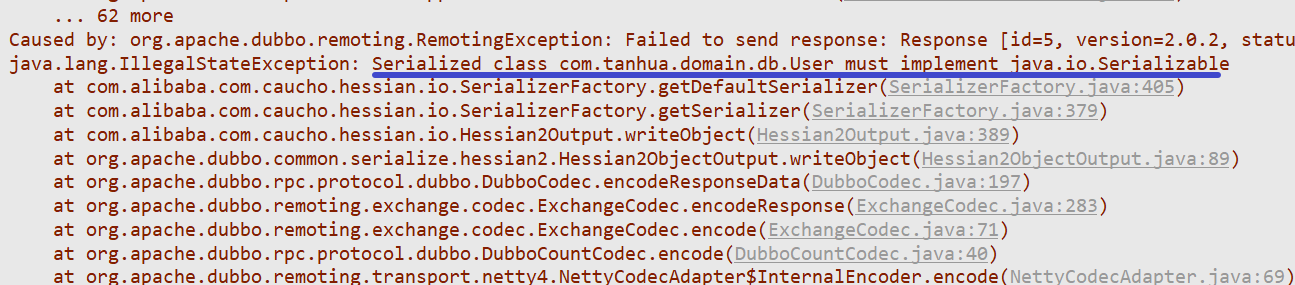 ... 62 more
Caused by: org.apache.dubbo.remoting.RemotingException: Failed to send response: Response [id=5, version=2.0.2, statu
java.lang.IllegalStateException: Serialized class com.tanhua.domain.db.User must implement java.io.Serializable
at com.alibaba.com.caucho.hessian.io.SerializerFactory.getDefaultSerializer(SerializerFactory.java:405)
at com.alibaba.com.caucho.hessian.io.SerializerFactory.getSerializer(SerializerFactory.java:379)
at com.alibaba.com.caucho.hessian.io.Hessian2Output.writeObject(Hessian2Output.java:389)
at org.apache.dubbo.common.serialize.hessian2.Hessian2ObjectOutput.writeObject(Hessian2ObjectOutput.java:89)
at org.apache.dubbo.rpc.protocol.dubbo.DubboCodec.encodeResponseData(DubboCodec.java:197)
at org.apache.dubbo.remoting.exchange.codec.ExchangeCodec.encodeResponse(ExchangeCodec.java:283)
at org.apache.dubbo.remoting.exchange.codec.ExchangeCodec.encode(ExchangeCodec.java:71)
at org.apache.dubbo.rpc.protocol.dubbo.DubboCountCodec.encode(DubboCountCodec.java:40)
at org.apache.dubbo.remoting.transport.netty4.NettyCodecAdapter$InternalEncoder.encode(NettyCodecAdapter.java:69)